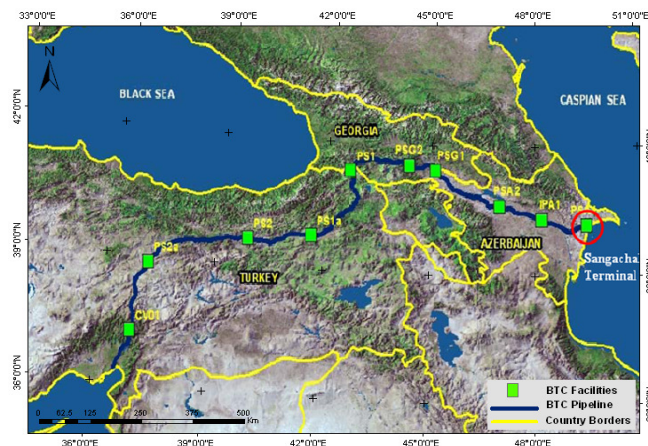 33°0'0"E 36°0'0"E 39°0'0"E 42°0'0"E 45°0'0"E 48°0'0"E 51°0'0"E
N
BLACK SEA
CASPIAN SEA
42°0'0"N
GEORGIA
PS1
PSG2
PSG1
PSA2
IPA1
39°0'0"N
PS2
PS1a
PS2a
AZERBAIJAN
Sangachal
Terminal
TURKEY
CV01
36°0'0"N
BTC Facilities
BTC Pipeline
Country Borders
0 62,5 125 250 375 500
Km
36°0'0"E 39°0'0"E 42°0'0"E 45°0'0"E 48°0'0"E